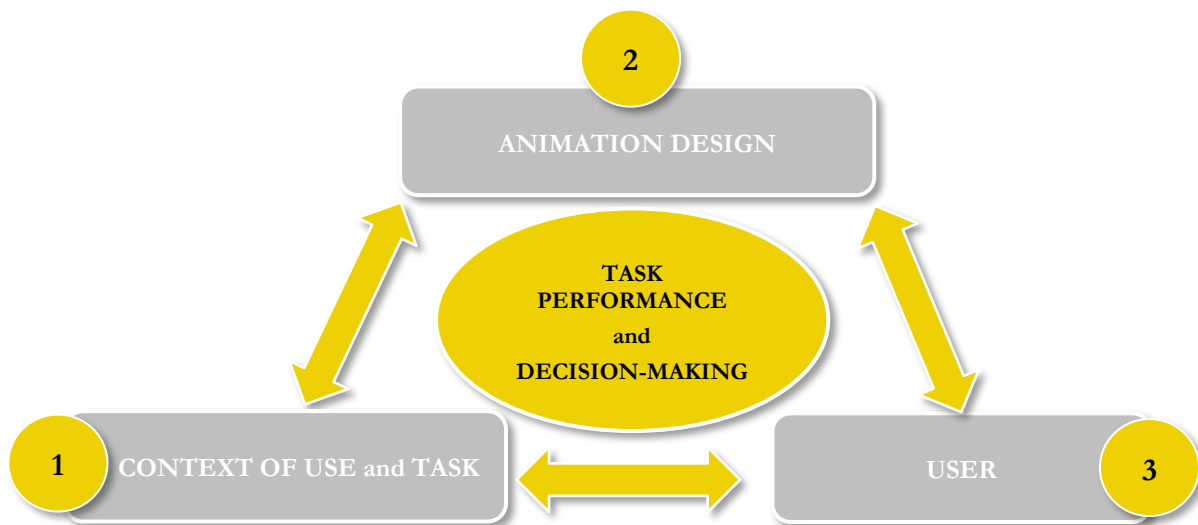 2
ANIMATION DESIGN
TASK
PERFORMANCE
and
DECISION-MAKING
1
CONTEXT OF USE and TASK
USER
3